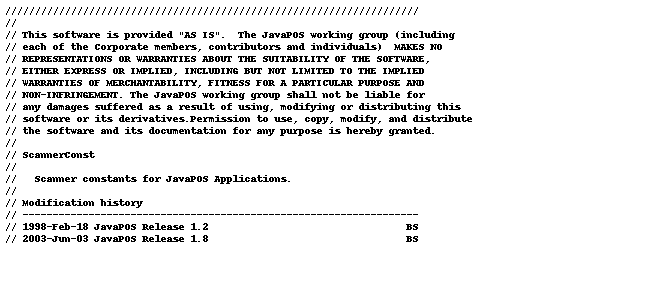 //////////////////////////////////////////////////////////////////////
//
// This software is provided "AS IS".  The JavaPOS working group (including
// each of the Corporate members, contributors and individuals)  MAKES NO
// REPRESENTATIONS OR WARRANTIES ABOUT THE SUITABILITY OF THE SOFTWARE,
// EITHER EXPRESS OR IMPLIED, INCLUDING BUT NOT LIMITED TO THE IMPLIED
// WARRANTIES OF MERCHANTABILITY, FITNESS FOR A PARTICULAR PURPOSE AND
// NON-INFRINGEMENT. The JavaPOS working group shall not be liable for
// any damages suffered as a result of using, modifying or distributing this
// software or its derivatives.Permission to use, copy, modify, and distribute
// the software and its documentation for any purpose is hereby granted.
//
// ScannerConst
//
//   Scanner constants for JavaPOS Applications.
//
// Modification history
// ------------------------------------------------------------------
// 1998-Feb-18 JavaPOS Release 1.2                                 BS
// 2003-Jun-03 JavaPOS Release 1.8                                 BS